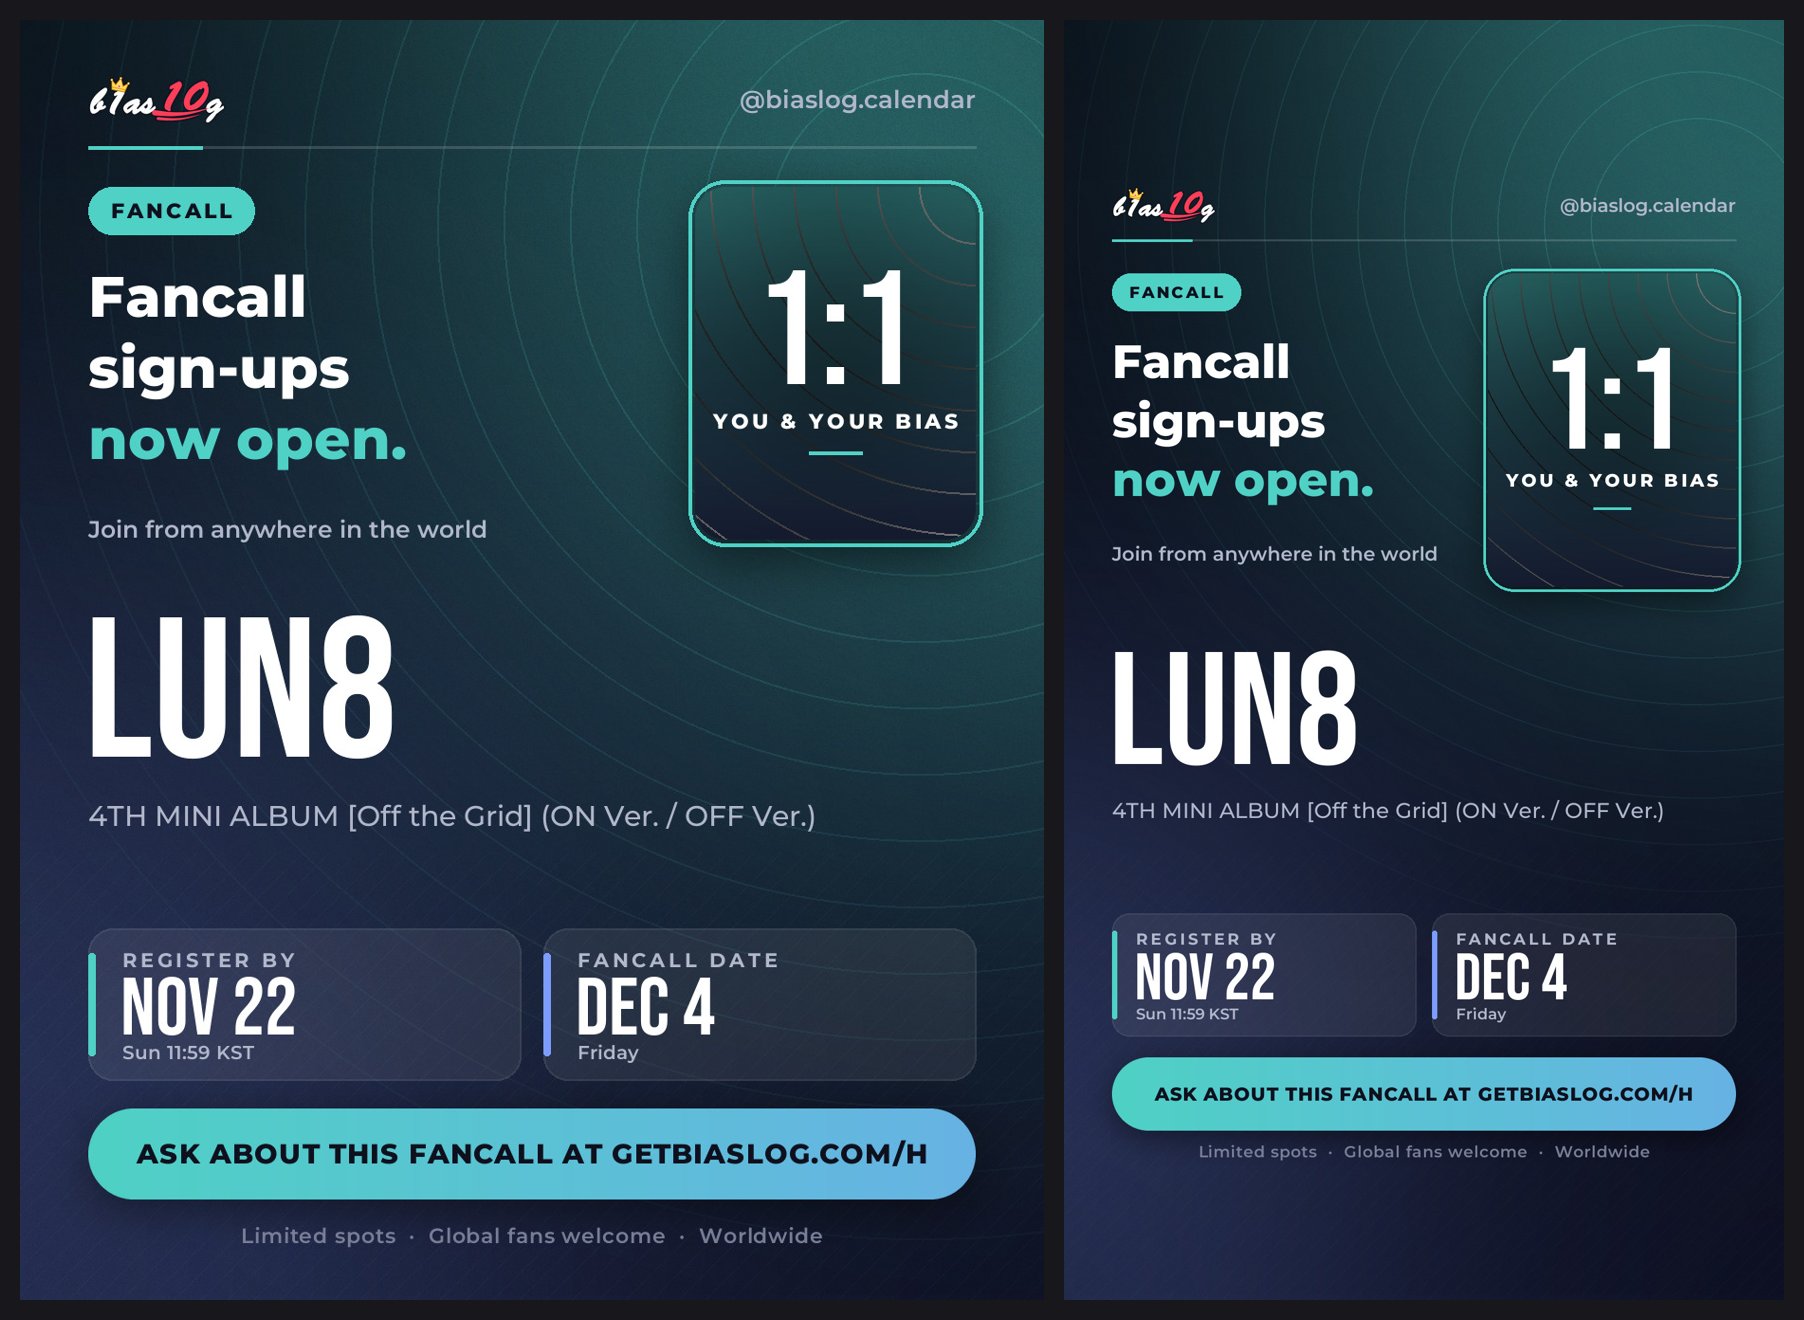 bias10g
@biaslog.calendar
FANCALL
Fancall
sign-ups
now open.
Join from anywhere in the world
1:1
YOU & YOUR BIAS
LUN8
4TH MINI ALBUM [Off the Grid] (ON Ver. / OFF Ver.)
REGISTER BY
NOV 22
Sun 11:59 KST
FANCALL DATE
DEC 4
Friday
ASK ABOUT THIS FANCALL AT GETBIASLOG.COM/H
Limited spots · Global fans welcome · Worldwide
bias10g
@biaslog.calendar
FANCALL
Fancall
sign-ups
now open.
Join from anywhere in the world
1:1
YOU & YOUR BIAS
LUN8
4TH MINI ALBUM [Off the Grid] (ON Ver. / OFF Ver.)
REGISTER BY
NOV 22
Sun 11:59 KST
FANCALL DATE
DEC 4
Friday
ASK ABOUT THIS FANCALL AT GETBIASLOG.COM/H
Limited spots · Global fans welcome · Worldwide